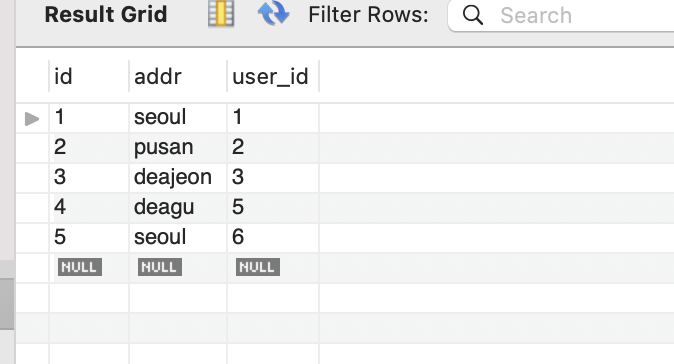 Result Grid Filter Rows: Search
id addr user_id
1 seoul 1
2 pusan 2
3 deajeon 3
4 deagu 5
5 seoul 6
NULL NULL NULL